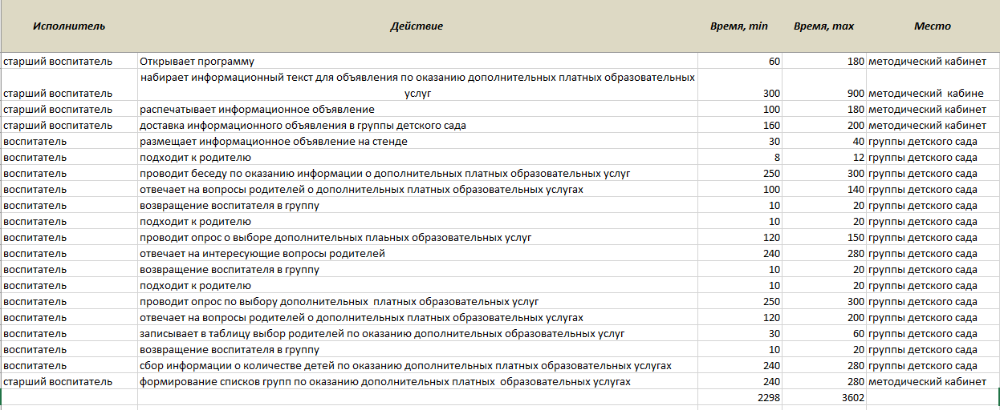 Исполнитель Действие Время, min Время, max Место
старший воспитатель Открывает программу 60 180 методический кабинет
набирает информационный текст для объявления по оказанию дополнительных платных образовательных
старший воспитатель услуг 300 900 методический кабине
старший воспитатель распечатывает информационное объявление 100 180 методический кабинет
старший воспитатель доставка информационного объявления в группы детского сада 160 200 методический кабинет
воспитатель размещает информационное объявление на стенде 30 40 группы детского сада
воспитатель подходит к родителю 8 12 группы детского сада
воспитатель проводит беседу по оказанию информации о дополнительных платных образовательных услуг 250 300 группы детского сада
воспитатель отвечает на вопросы родителей о дополнительных платных образовательных услугах 100 140 группы детского сада
воспитатель возвращение воспитателя в группу 10 20 группы детского сада
воспитатель подходит к родителю 10 20 группы детского сада
воспитатель проводит опрос о выборе дополнительных плаьных образовательных услуг 120 150 группы детского сада
воспитатель отвечает на интересующие вопросы родителей 240 280 группы детского сада
воспитатель возвращение воспитателя в группу 10 20 группы детского сада
воспитатель подходит к родителю 10 20 группы детского сада
воспитатель проводит опрос по выбору дополнительных платных образовательных услуг 250 300 группы детского сада
воспитатель отвечает на вопросы родителей о дополнительных платных образовательных услугах 120 200 группы детского сада
воспитатель записывает в таблицу выбор родителей по оказанию дополнительных образовательных услуг 30 60 группы детского сада
воспитатель возвращение воспитателя в группу 10 20 группы детского сада
воспитатель сбор информации о количестве детей по оказанию дополнительных платных образовательных услугах 240 280 группы детского сада
старший воспитатель формирование списков групп по оказанию дополнительных платных образовательных услугах 240 280 методический кабинет
2298 3602